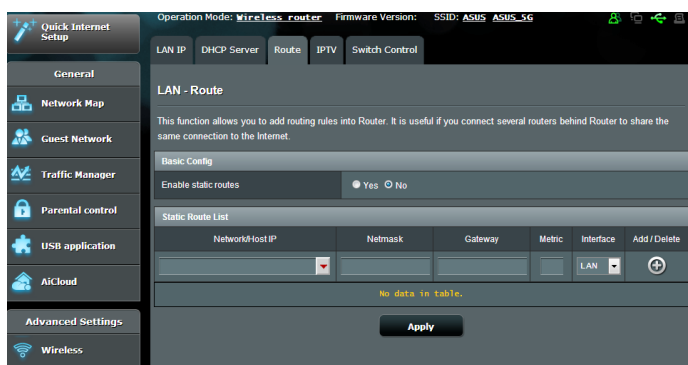 Operation Mode: Wireless router Firmware Version: SSID: ASUS ASUS_5G
Quick Internet
Setup
LAN IP DHCP Server Route IPTV Switch Control
General
Network Map
Guest Network
Traffic Manager
Parental control
USB application
AiCloud
Advanced Settings
Wireless
LAN - Route
This function allows you to add routing rules into Router. It is useful if you connect several routers behind Router to share the
same connection to the Internet.
Basic Config
Enable static routes Yes No
Static Route List
Network/Host IP Netmask Gateway Metric Interface Add / Delete
LAN
No data in table.
Apply